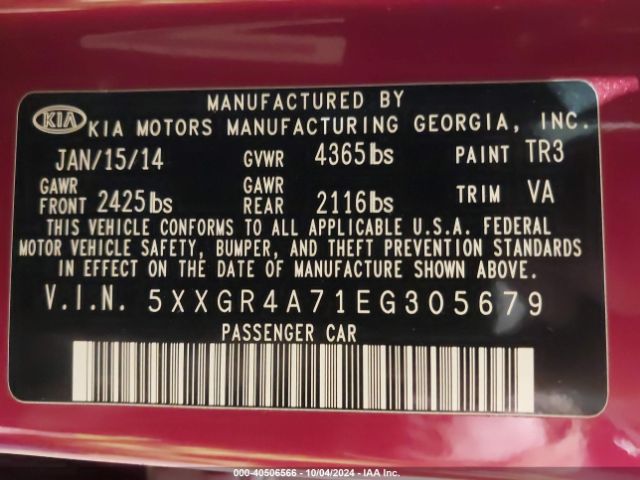 MANUFACTURED BY
KIA KIA MOTORS MANUFACTURING GEORGIA, INC.
JAN/15/14 GVWR 4365lbs PAINT TR3
GAWR FRONT 2425lbs GAWR REAR 2116lbs TRIM VA
THIS VEHICLE CONFORMS TO ALL APPLICABLE U.S.A. FEDERAL
MOTOR VEHICLE SAFETY, BUMPER, AND THEFT PREVENTION STANDARDS
IN EFFECT ON THE DATE OF MANUFACTURE SHOWN ABOVE.
V.I.N. 5XXGR4A71EG305679
PASSENGER CAR
000-40506566 - 10/04/2024 - IAA Inc.